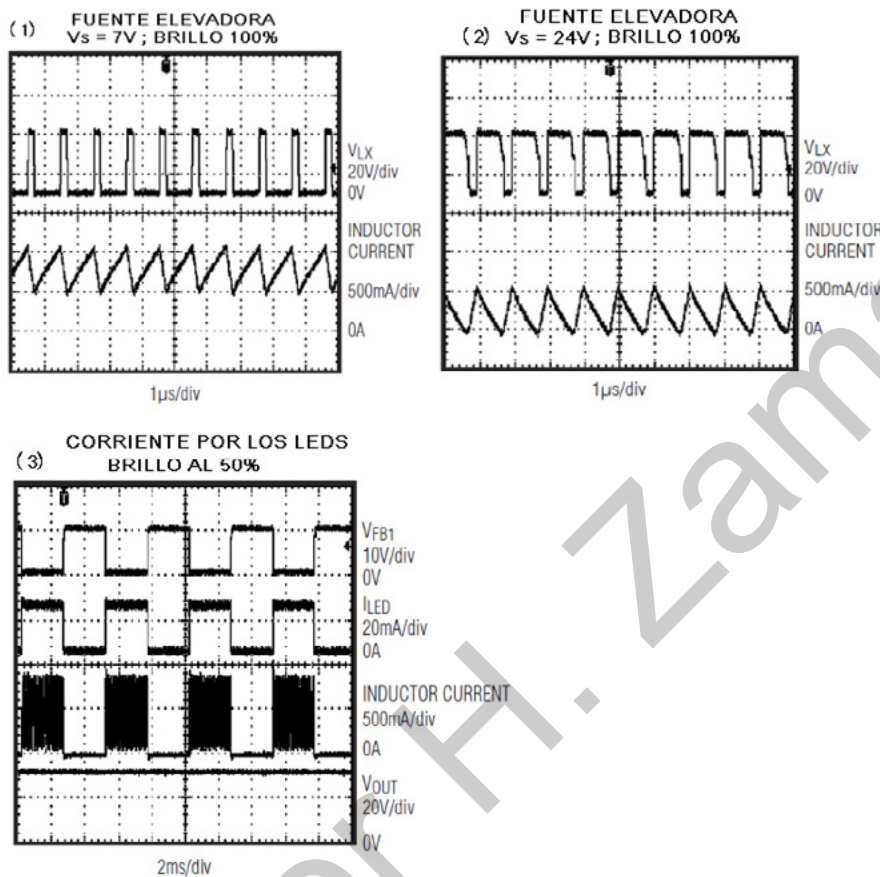 (1) FUENTE ELEVADORA
Vs = 7V ; BRILLO 100%
VLX
20V/div
0V
INDUCTOR
CURRENT
500mA/div
0A
1µs/div
(2) FUENTE ELEVADORA
Vs = 24V ; BRILLO 100%
VLX
20V/div
0V
INDUCTOR
CURRENT
500mA/div
0A
1µs/div
(3) CORRIENTE POR LOS LEDS
BRILLO AL 50%
VFB1
10V/div
0V
ILED
20mA/div
0A
INDUCTOR CURRENT
500mA/div
0A
VOUT
20V/div
0V
2ms/div
H. Zam